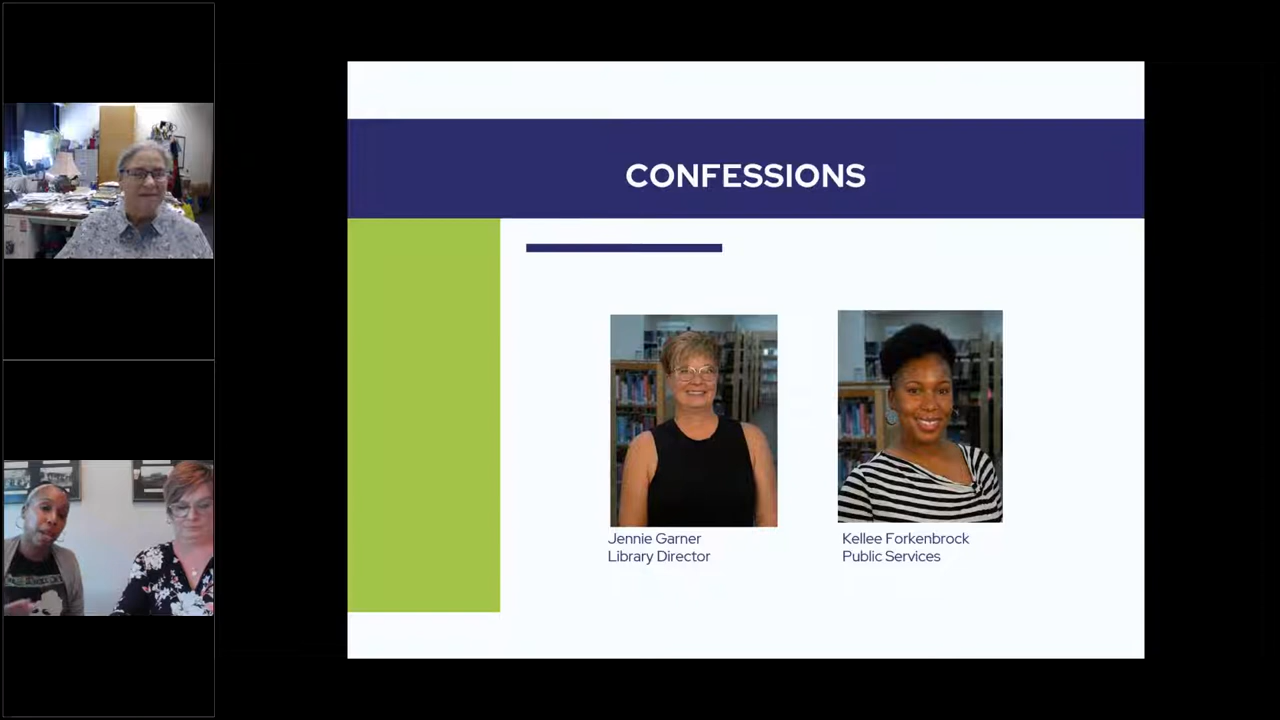 CONFESSIONS
Jennie Garner
Library Director
Kellee Forkenbrock
Public Services